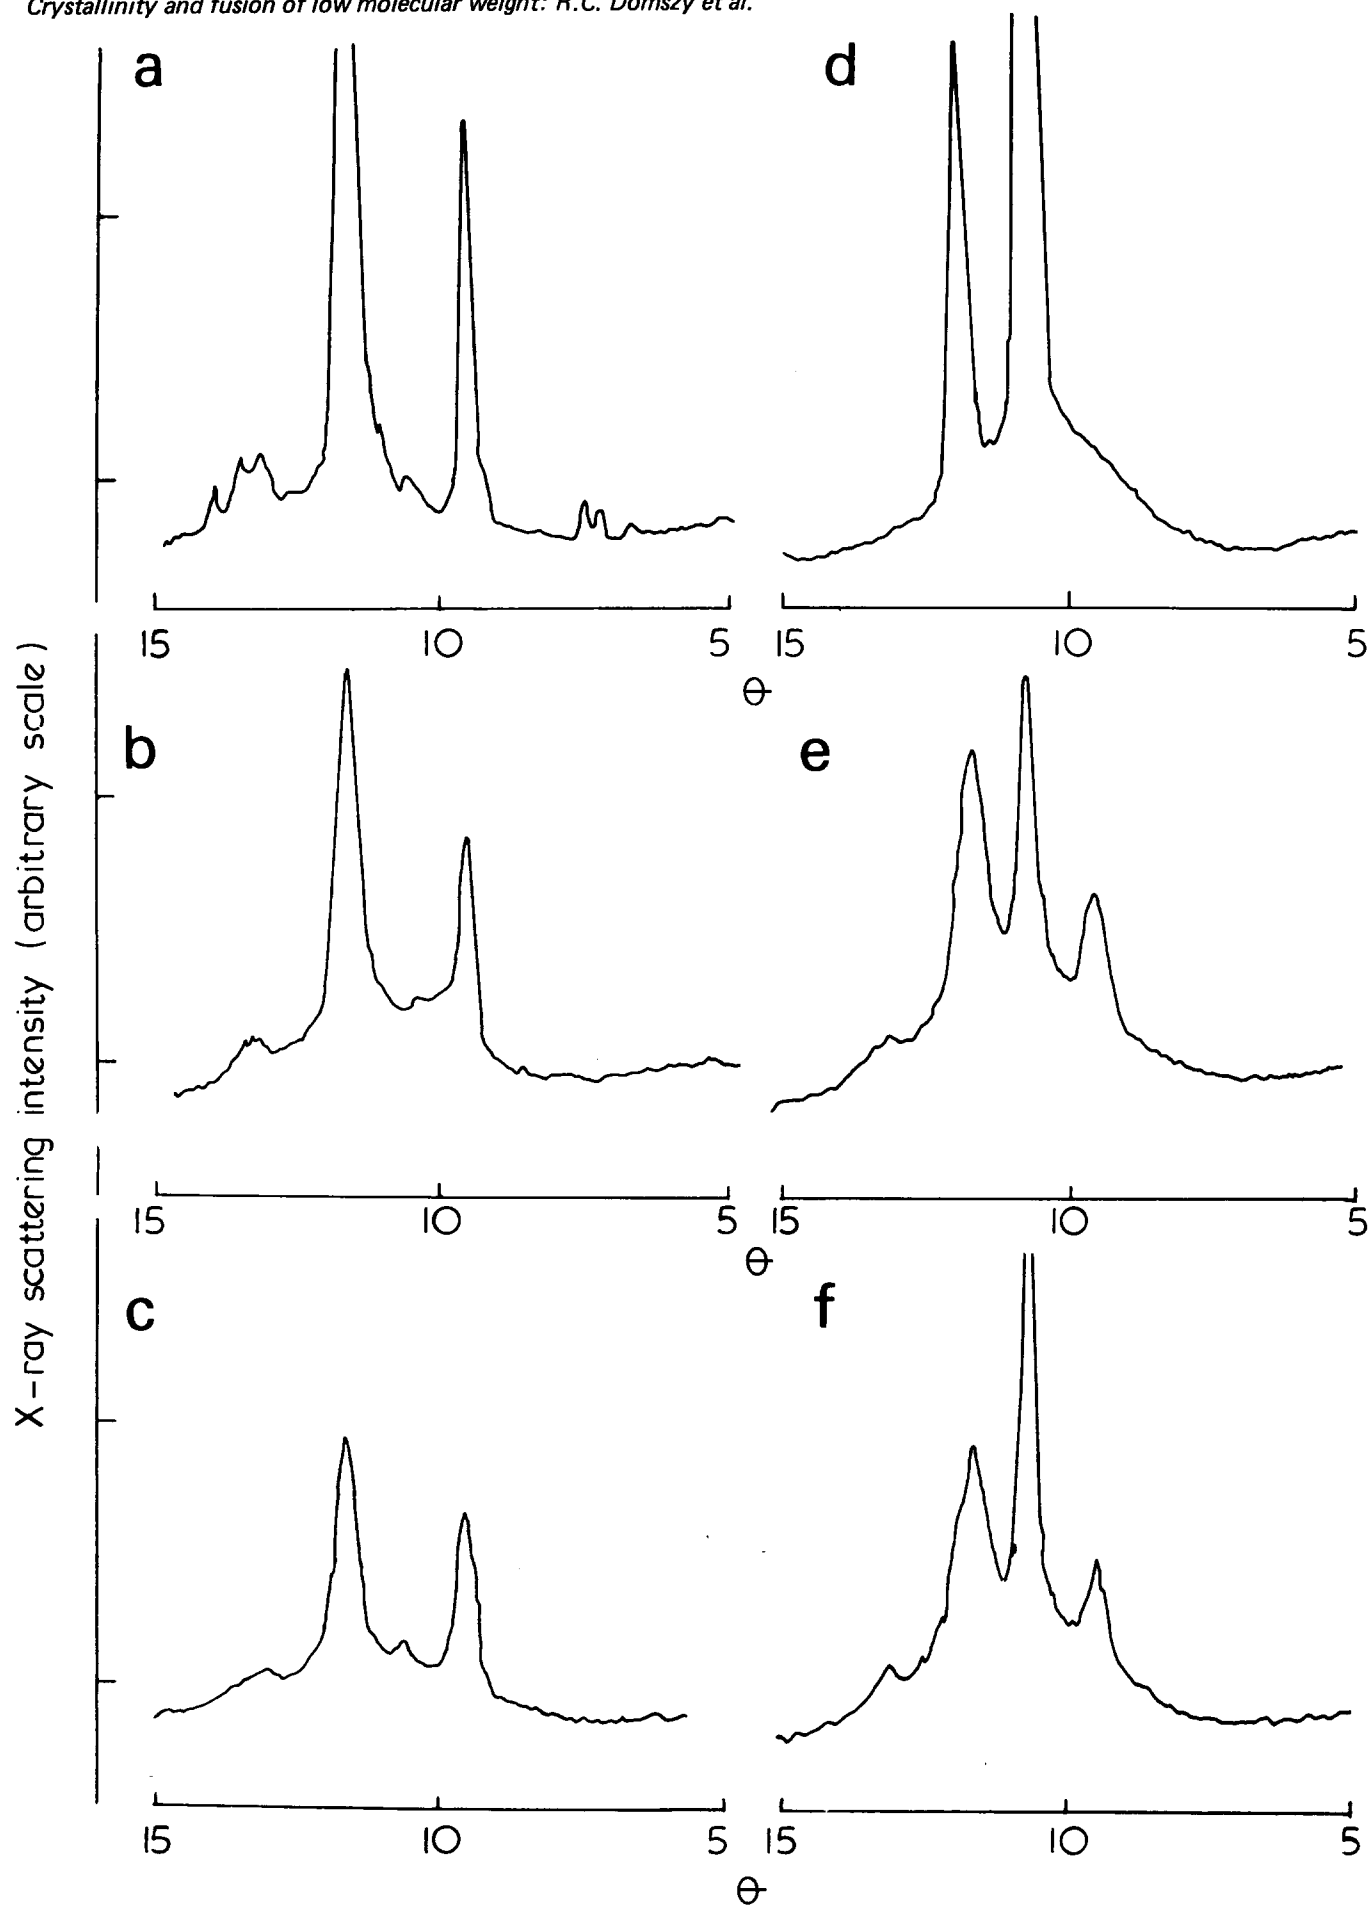 Crystallinity and fusion of low molecular weight: R.C. Domszy et al.
a
d
15 10 5
15 10 5
θ
b
e
15 10 5
15 10 5
θ
c
f
15 10 5
15 10 5
θ
X-ray scattering intensity (arbitrary scale)